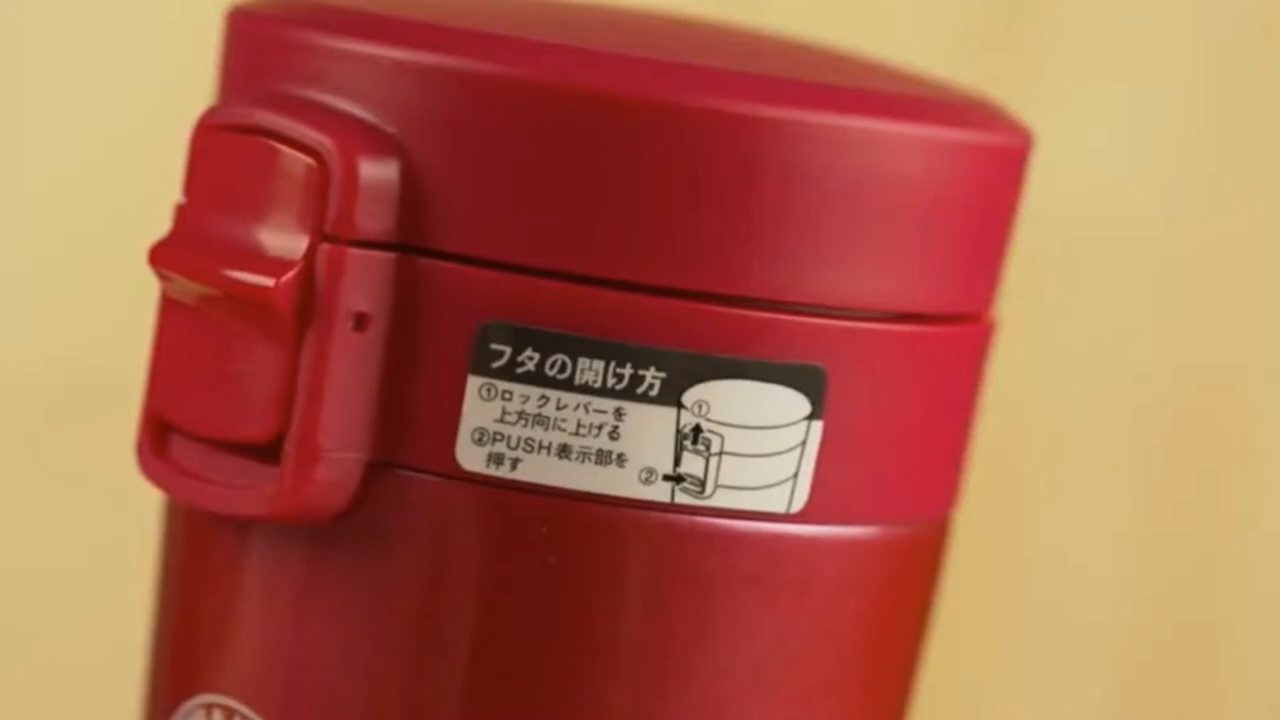 フタの開け方
①ロックレバーを
上方向に上げる
②PUSH表示部を
押す
①
②